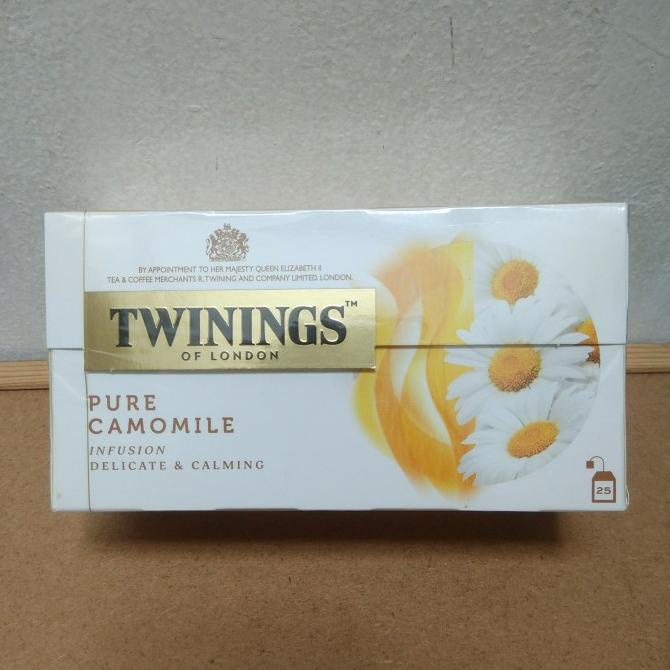 BY APPOINTMENT TO HER MAJESTY QUEEN ELIZABETH II
TEA & COFFEE MERCHANTS R. TWINING AND COMPANY LIMITED. LONDON.
TWININGS™
OF LONDON
PURE
CAMOMILE
INFUSION
DELICATE & CALMING
25